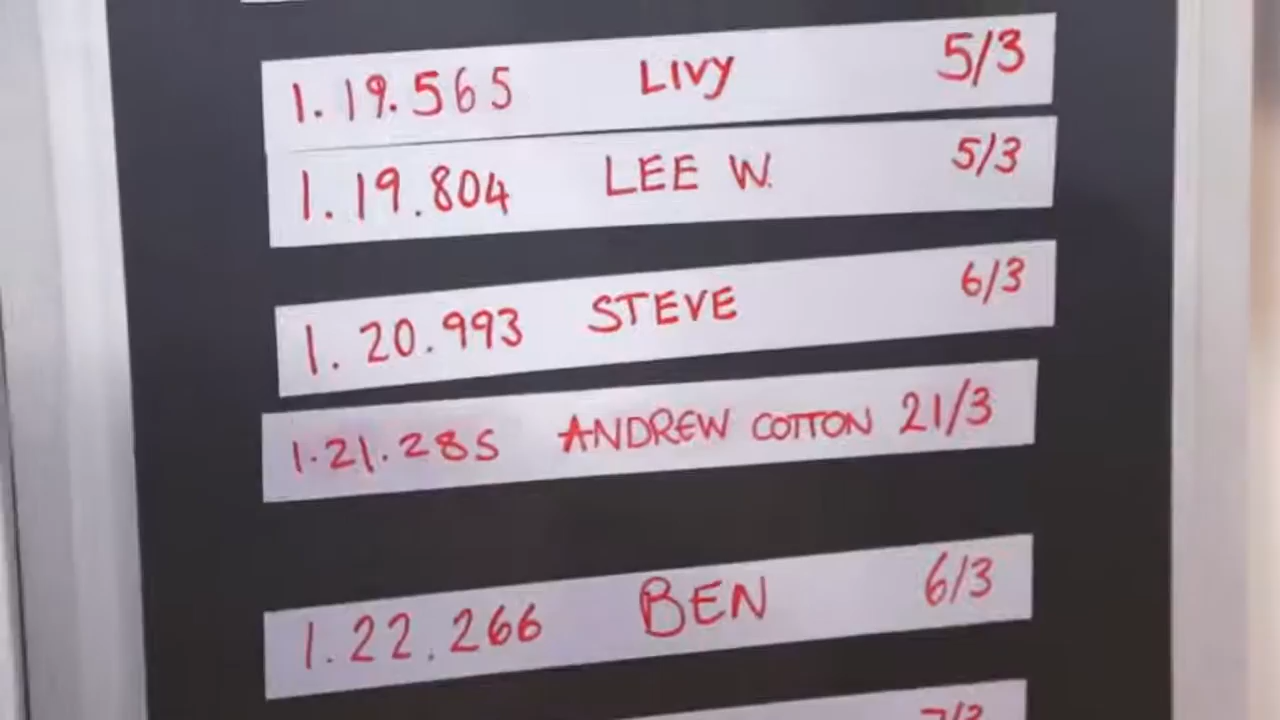 1.19.565 LIVY 5/3
1.19.804 LEE W. 5/3
1.20.993 STEVE 6/3
1.21.285 ANDREW COTTON 21/3
1.22.266 BEN 6/3